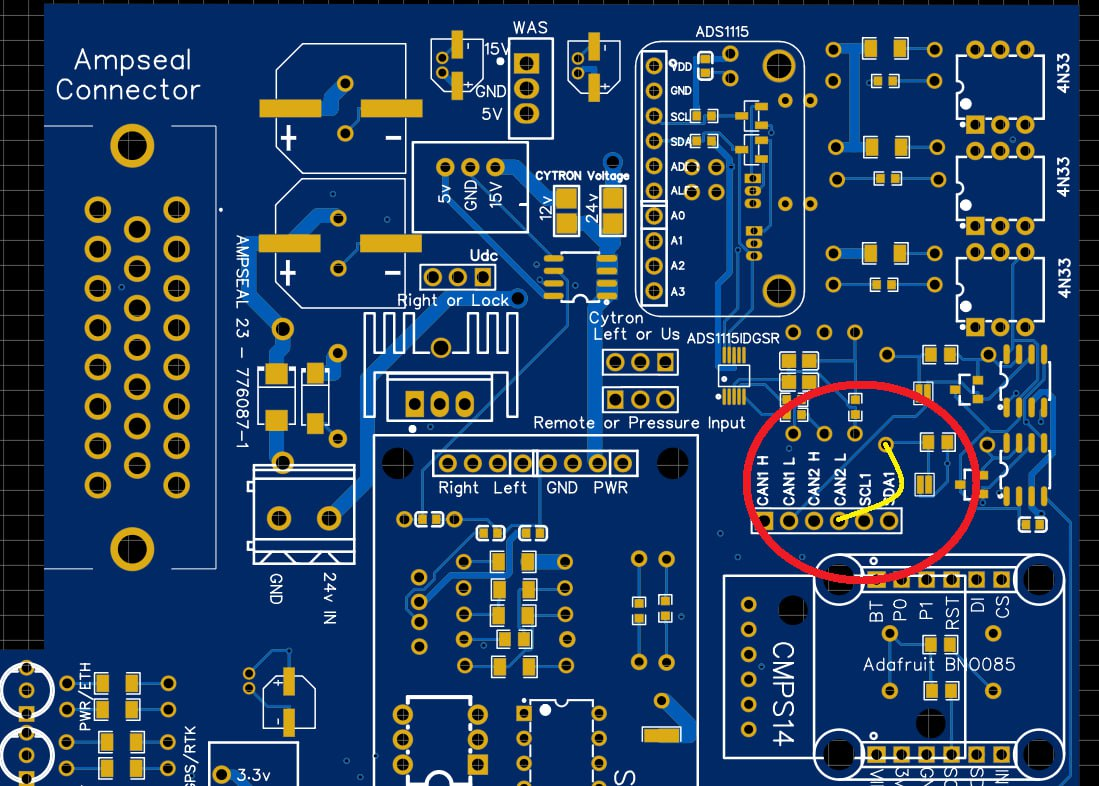 Ampseal
Connector
AMPSEAL 23 - 776087-1
WAS
15V
GND
5V
5v
GND
15V
CYTRON Voltage
12v
24v
Udc
Right or Lock
Cytron
Left or Us
Remote or Pressure Input
ADS1115
VDD
GND
SCL
SDA
AD
AL
A0
A1
A2
A3
ADS1115IDGSR
4N33
4N33
4N33
CAN1 H
CAN1 L
CAN2 H
CAN2 L
SCL1
SDA1
Right Left GND PWR
GND
24v IN
BT
P0
P1
RST
DI
CS
Adafruit BNO085
CMPS14
PWR/ETH
PS/RTK
3.3v